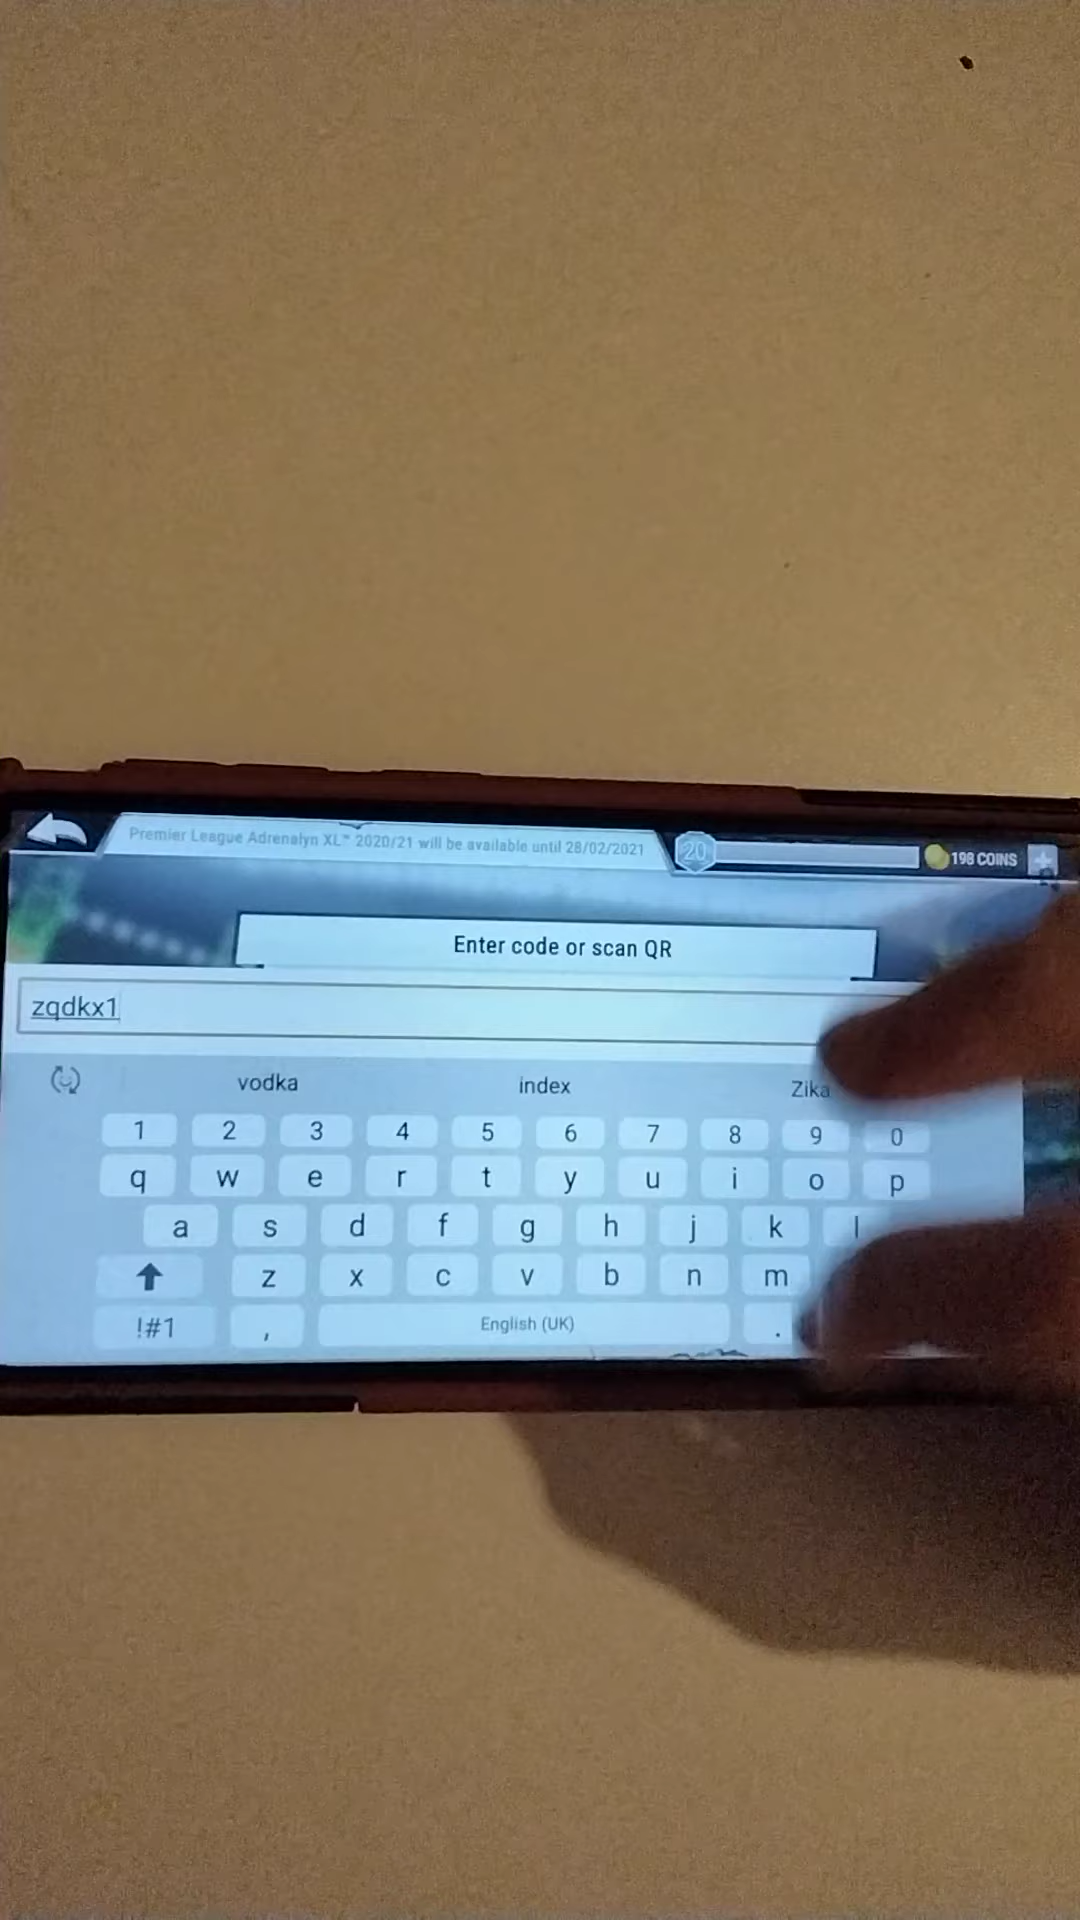 Premier League Adrenalyn XL™ 2020/21 will be available until 28/02/2021
20
198 COINS
+
Enter code or scan QR
zqdkx1
vodka index Zika
1 2 3 4 5 6 7 8 9 0
q w e r t y u i o p
a s d f g h j k l
z x c v b n m
!#1 , English (UK) .